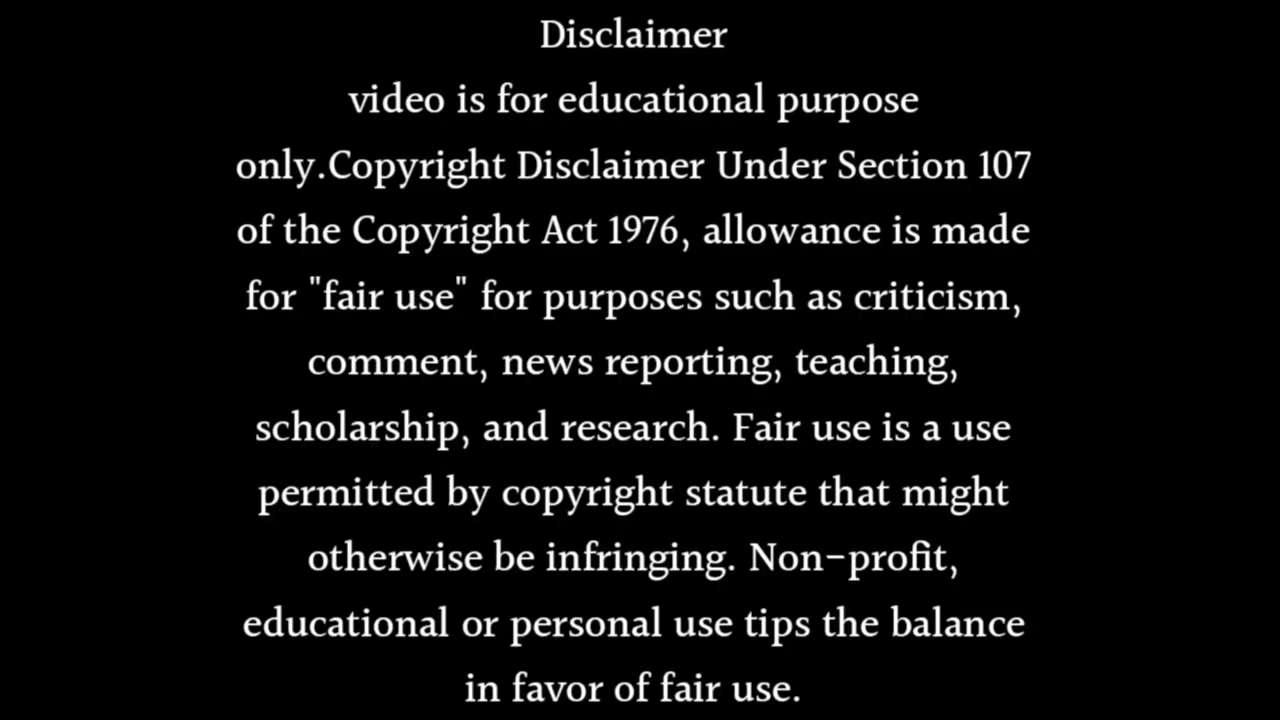 Disclaimer
video is for educational purpose
only.Copyright Disclaimer Under Section 107
of the Copyright Act 1976, allowance is made
for "fair use" for purposes such as criticism,
comment, news reporting, teaching,
scholarship, and research. Fair use is a use
permitted by copyright statute that might
otherwise be infringing. Non-profit,
educational or personal use tips the balance
in favor of fair use.